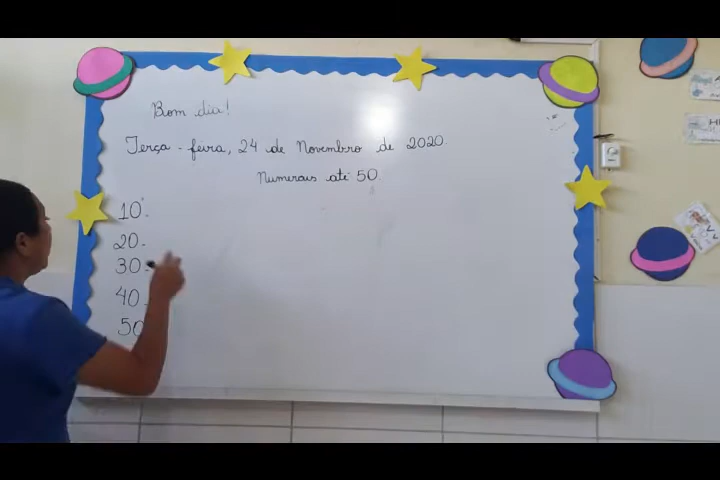 Bom dia!
Terça-feira, 24 de Novembro de 2020.
Numerais até 50
10-
20-
30-
40-
50